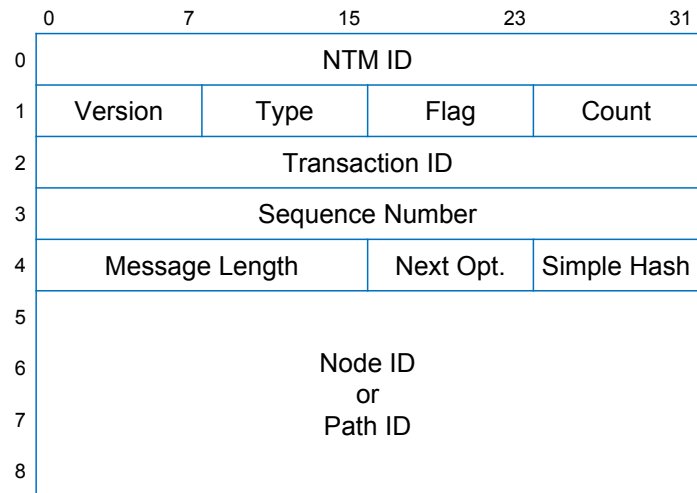 0 7 15 23 31
0 NTM ID
1 Version Type Flag Count
2 Transaction ID
3 Sequence Number
4 Message Length Next Opt. Simple Hash
5
6 Node ID
or
7 Path ID
8